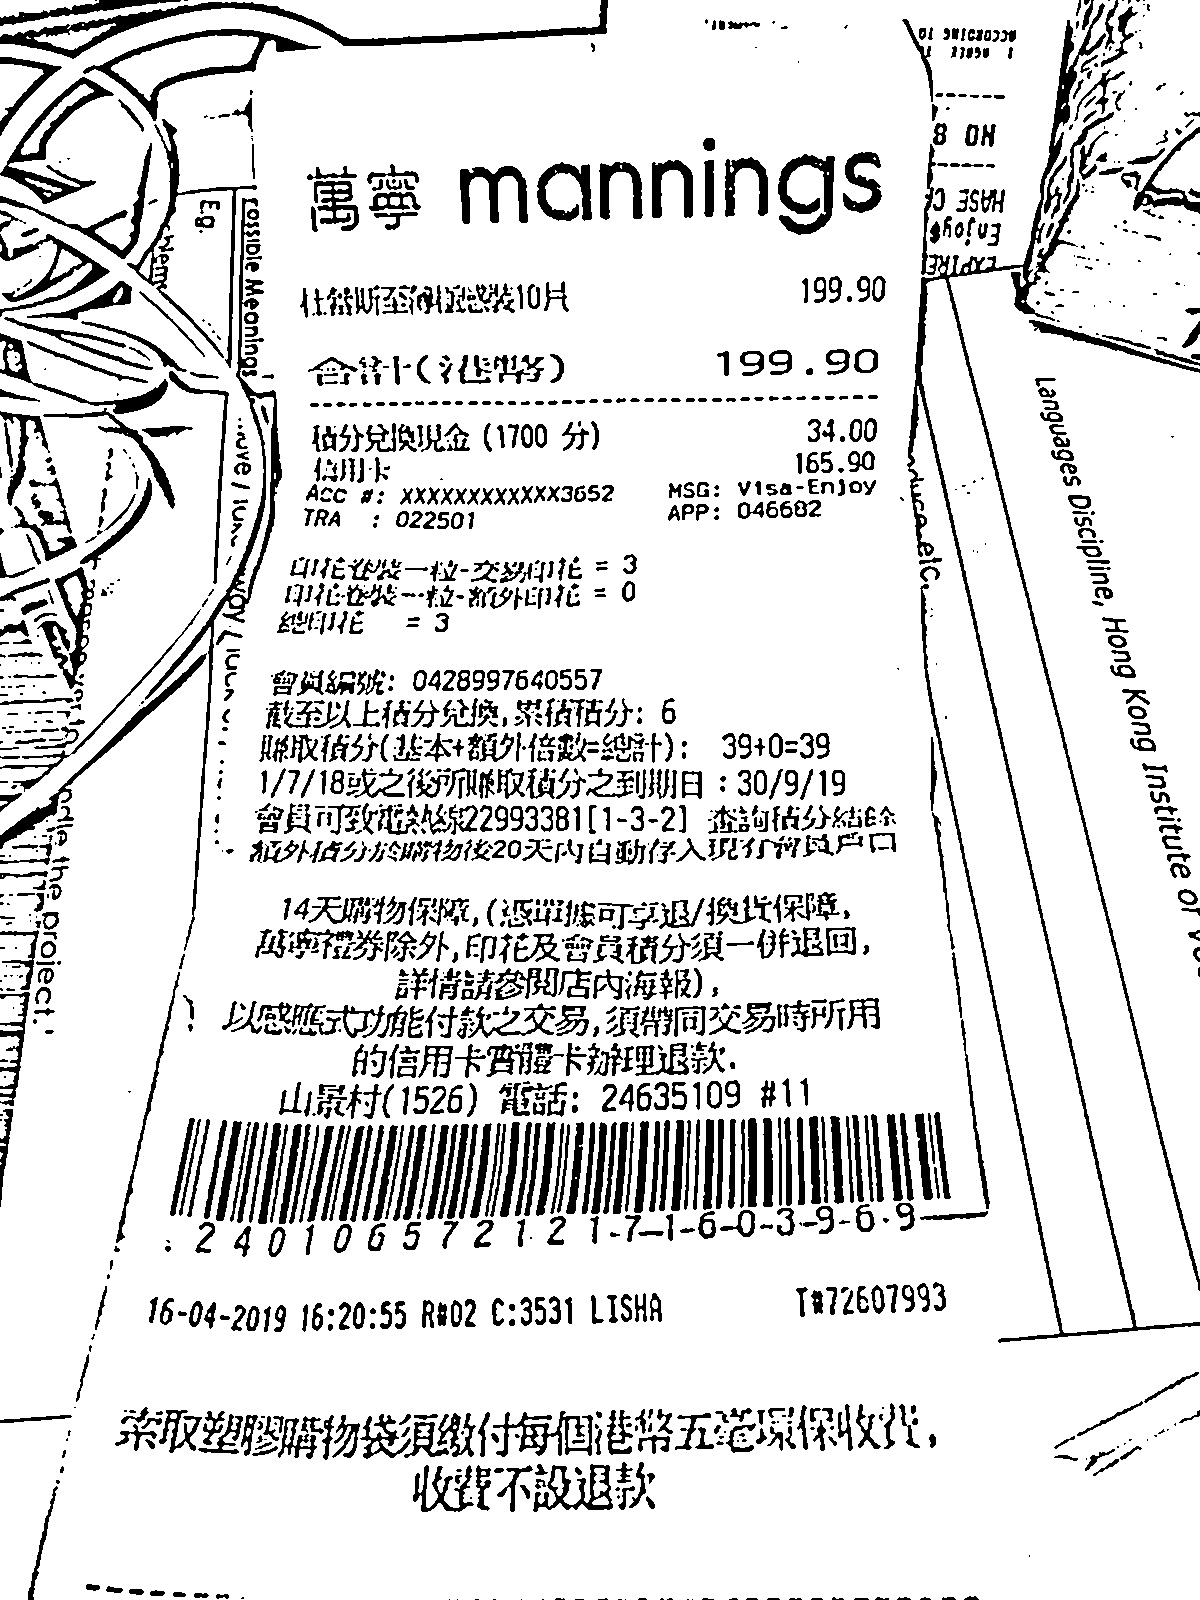 萬寧 mannings
杜蕾斯至薄極感裝10片 199.90
合計(港幣) 199.90
積分兌換現金 (1700 分) 34.00
信用卡 165.90
ACC #: XXXXXXXXXXXX3652 MSG: Visa-Enjoy
TRA : 022501 APP: 046682
印花卷裝一粒-交易印花 = 3
印花卷裝一粒-額外印花 = 0
總印花 = 3
會員編號: 0428997640557
截至以上積分兌換,累積積分: 6
賺取積分(基本+額外倍數=總計): 39+0=39
1/7/18或之後所賺取積分之到期日 : 30/9/19
會員可致電熱線22993381[1-3-2] 查詢積分結餘
額外積分於購物後20天內自動存入現有會員戶口
14天購物保障,(憑單據可享退/換貨保障,
萬寧禮券除外,印花及會員積分須一併退回,
詳情請參閱店內海報),
以感應式功能付款之交易,須帶同交易時所用
的信用卡實體卡辦理退款.
山景村(1526) 電話: 24635109 #11
24010657212171603969
16-04-2019 16:20:55 R#02 C:3531 LISHA T#72607993
索取塑膠購物袋須繳付每個港幣五毫環保收費,
收費不設退款
Eg.
Possible Meanings
the project.
etc.
Languages Discipline, Hong Kong Institute of
ACCORDING TO
NO
Enjoy